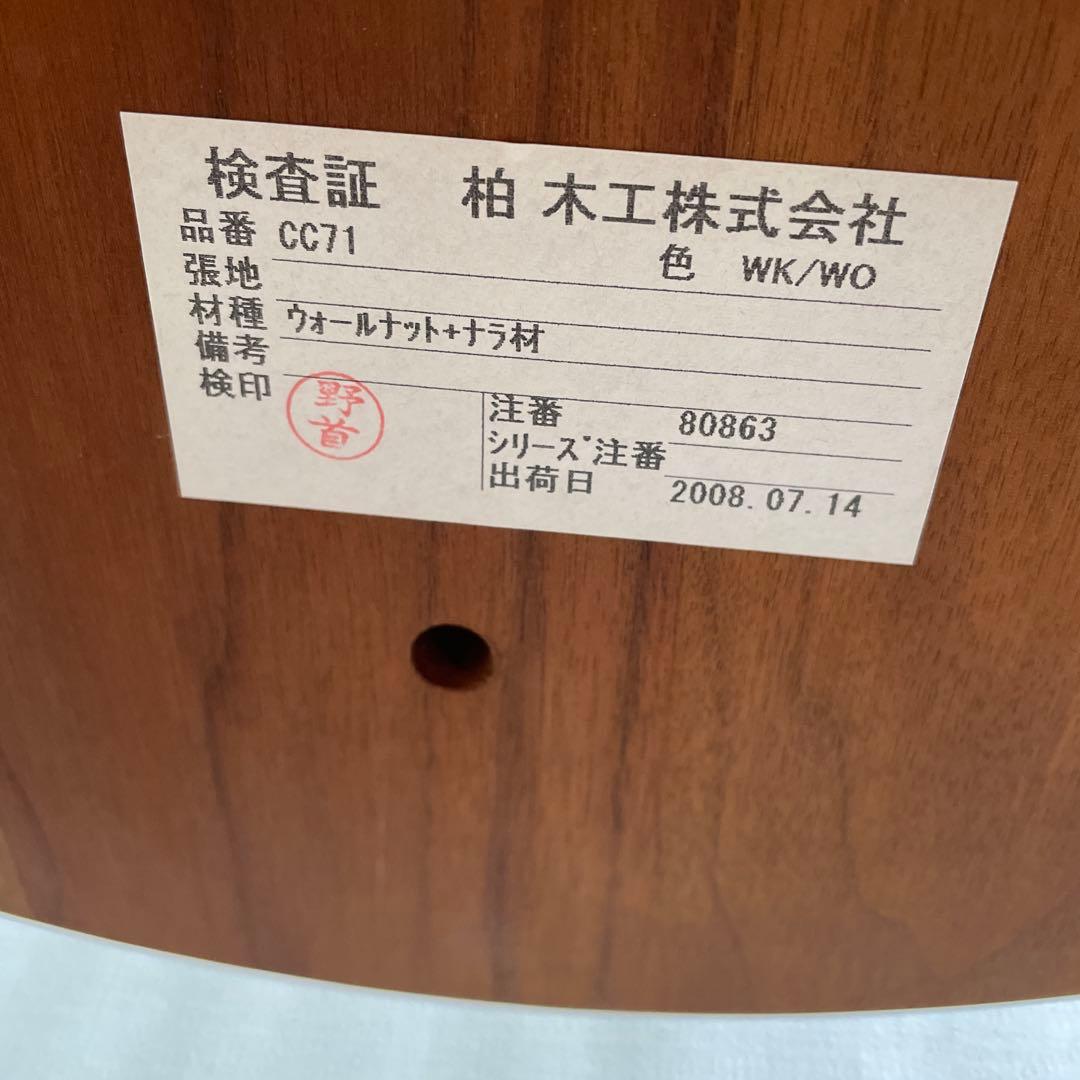 検査証 柏木工株式会社
品番 CC71 色 WK/WO
張地
材種 ウォールナット+ナラ材
備考
検印 野首
注番 80863
シリーズ注番
出荷日 2008.07.14